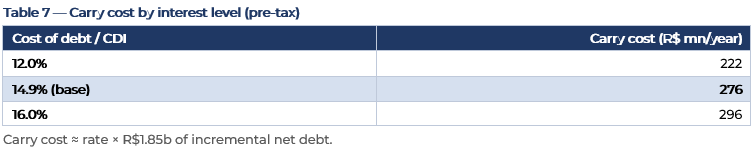 Table 7 — Carry cost by interest level (pre-tax)
Cost of debt / CDI Carry cost (R$ mn/year)
12.0% 222
14.9% (base) 276
16.0% 296
Carry cost ≈ rate × R$1.85b of incremental net debt.